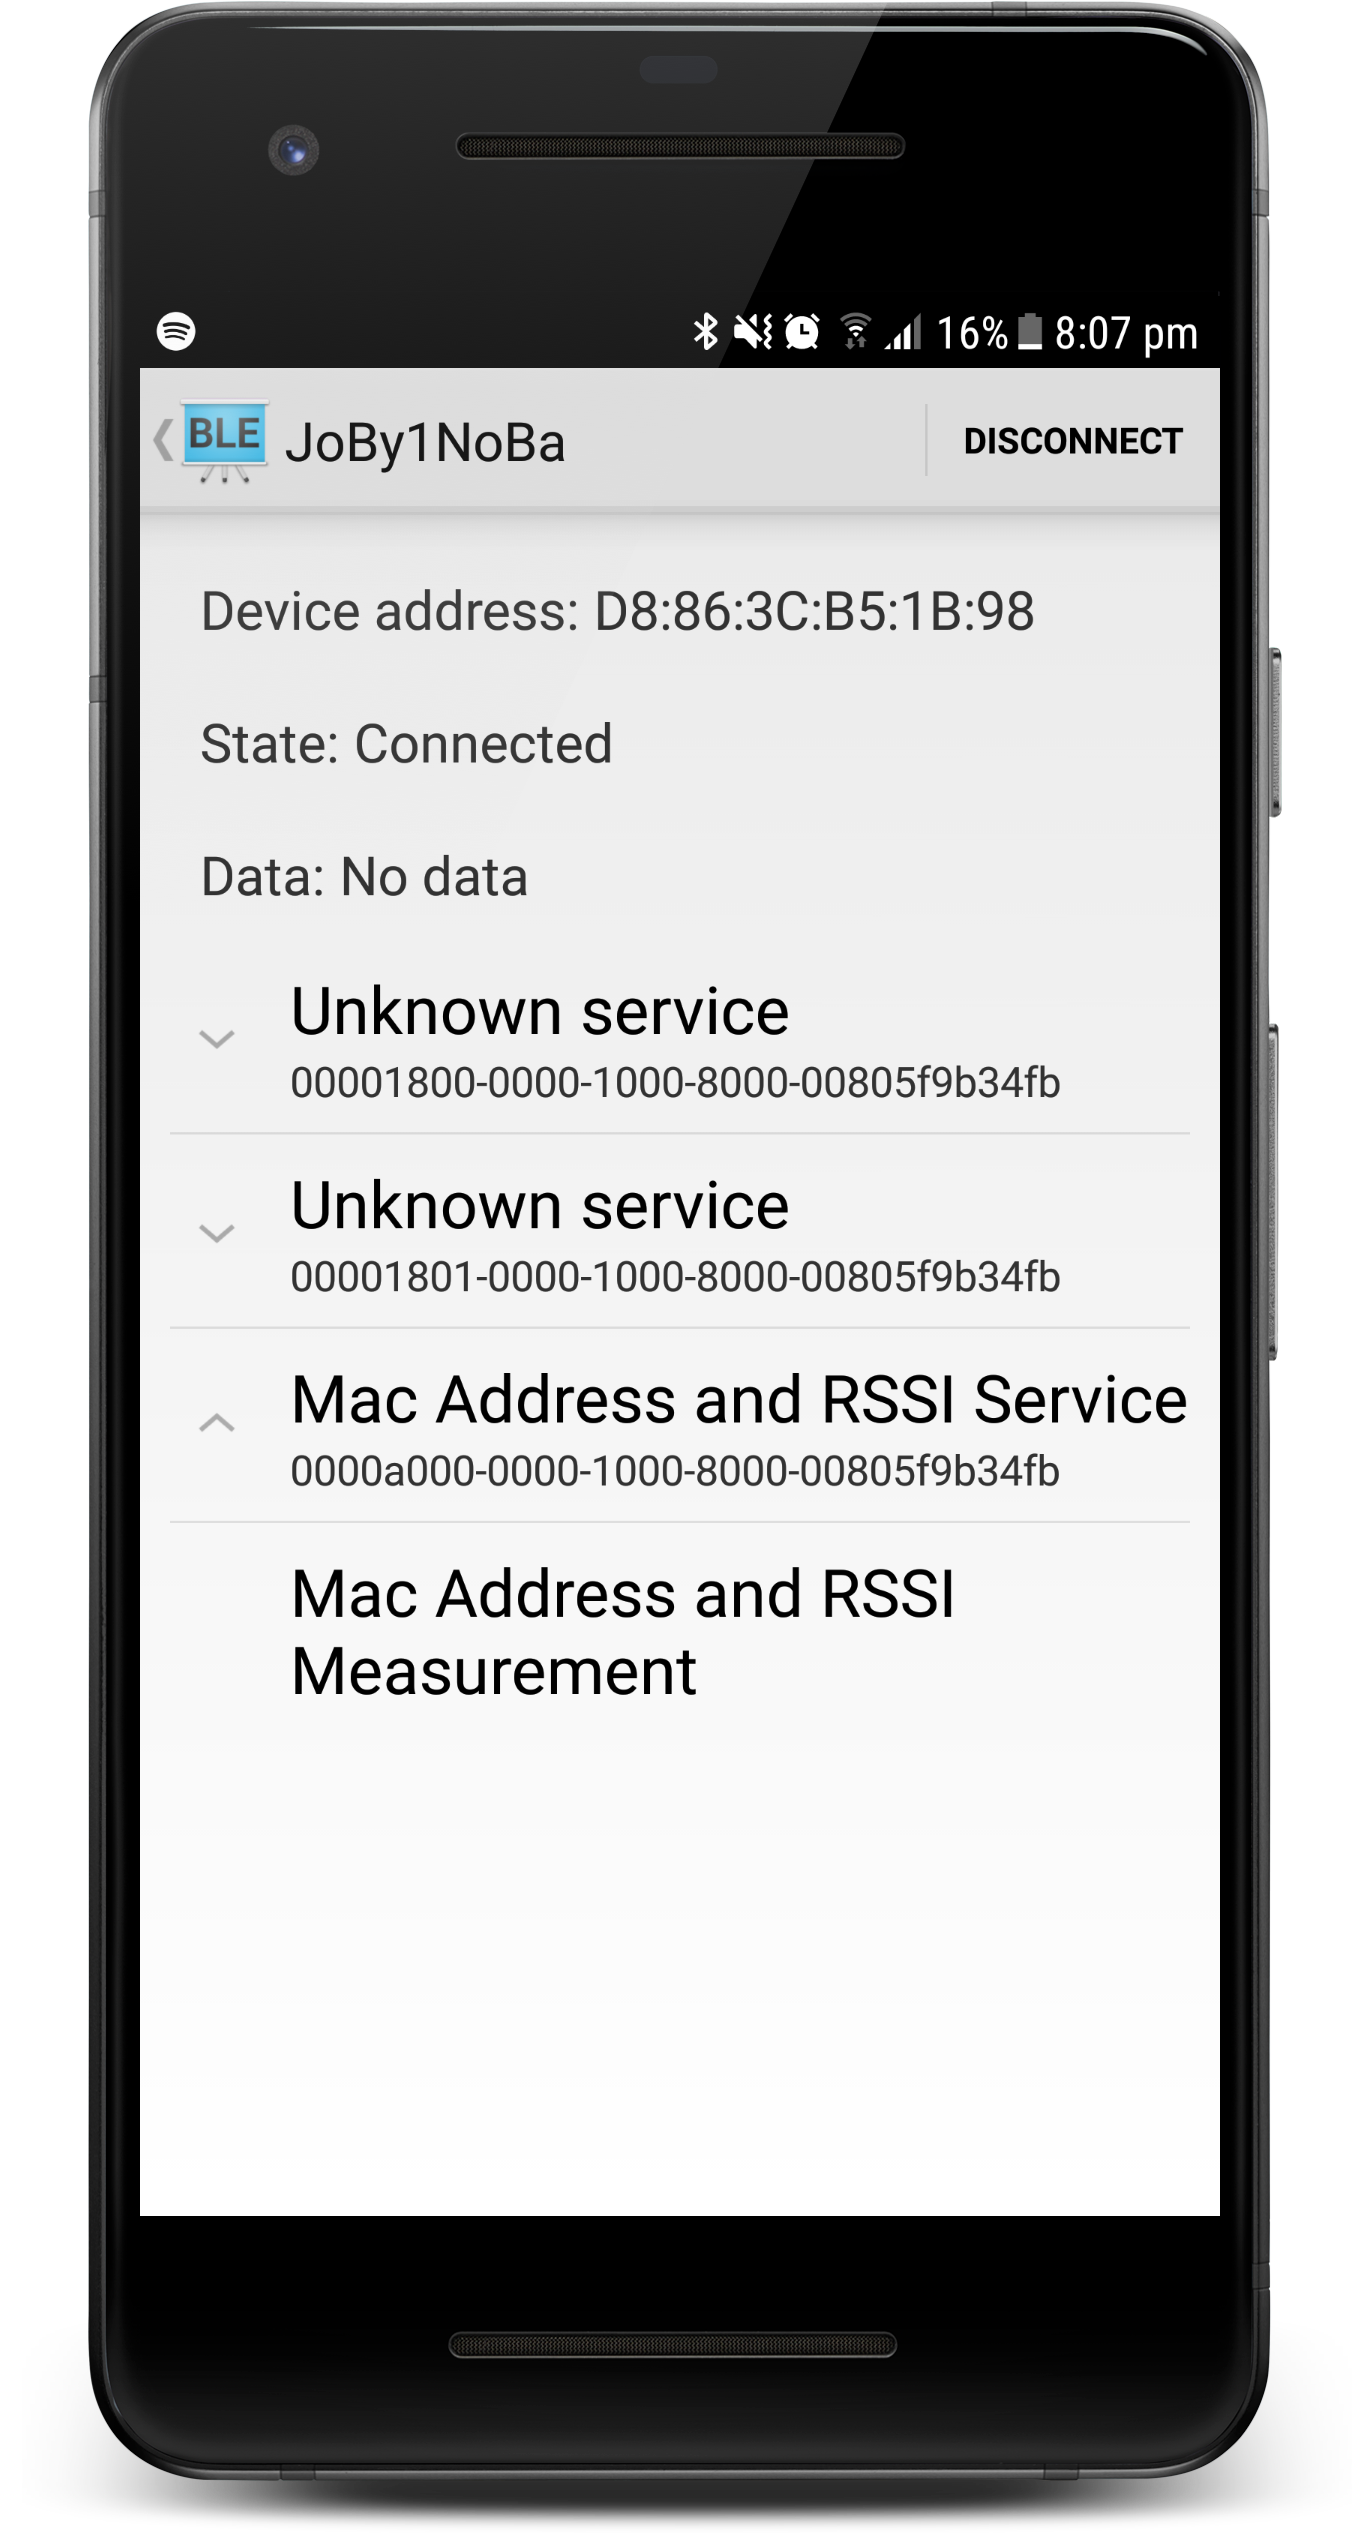 16% 8:07 pm
BLE JoBy1NoBa DISCONNECT
Device address: D8:86:3C:B5:1B:98
State: Connected
Data: No data
Unknown service
00001800-0000-1000-8000-00805f9b34fb
Unknown service
00001801-0000-1000-8000-00805f9b34fb
Mac Address and RSSI Service
0000a000-0000-1000-8000-00805f9b34fb
Mac Address and RSSI
Measurement